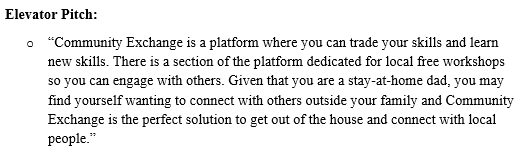 Elevator Pitch:
o “Community Exchange is a platform where you can trade your skills and learn
new skills. There is a section of the platform dedicated for local free workshops
so you can engage with others. Given that you are a stay-at-home dad, you may
find yourself wanting to connect with others outside your family and Community
Exchange is the perfect solution to get out of the house and connect with local
people.”